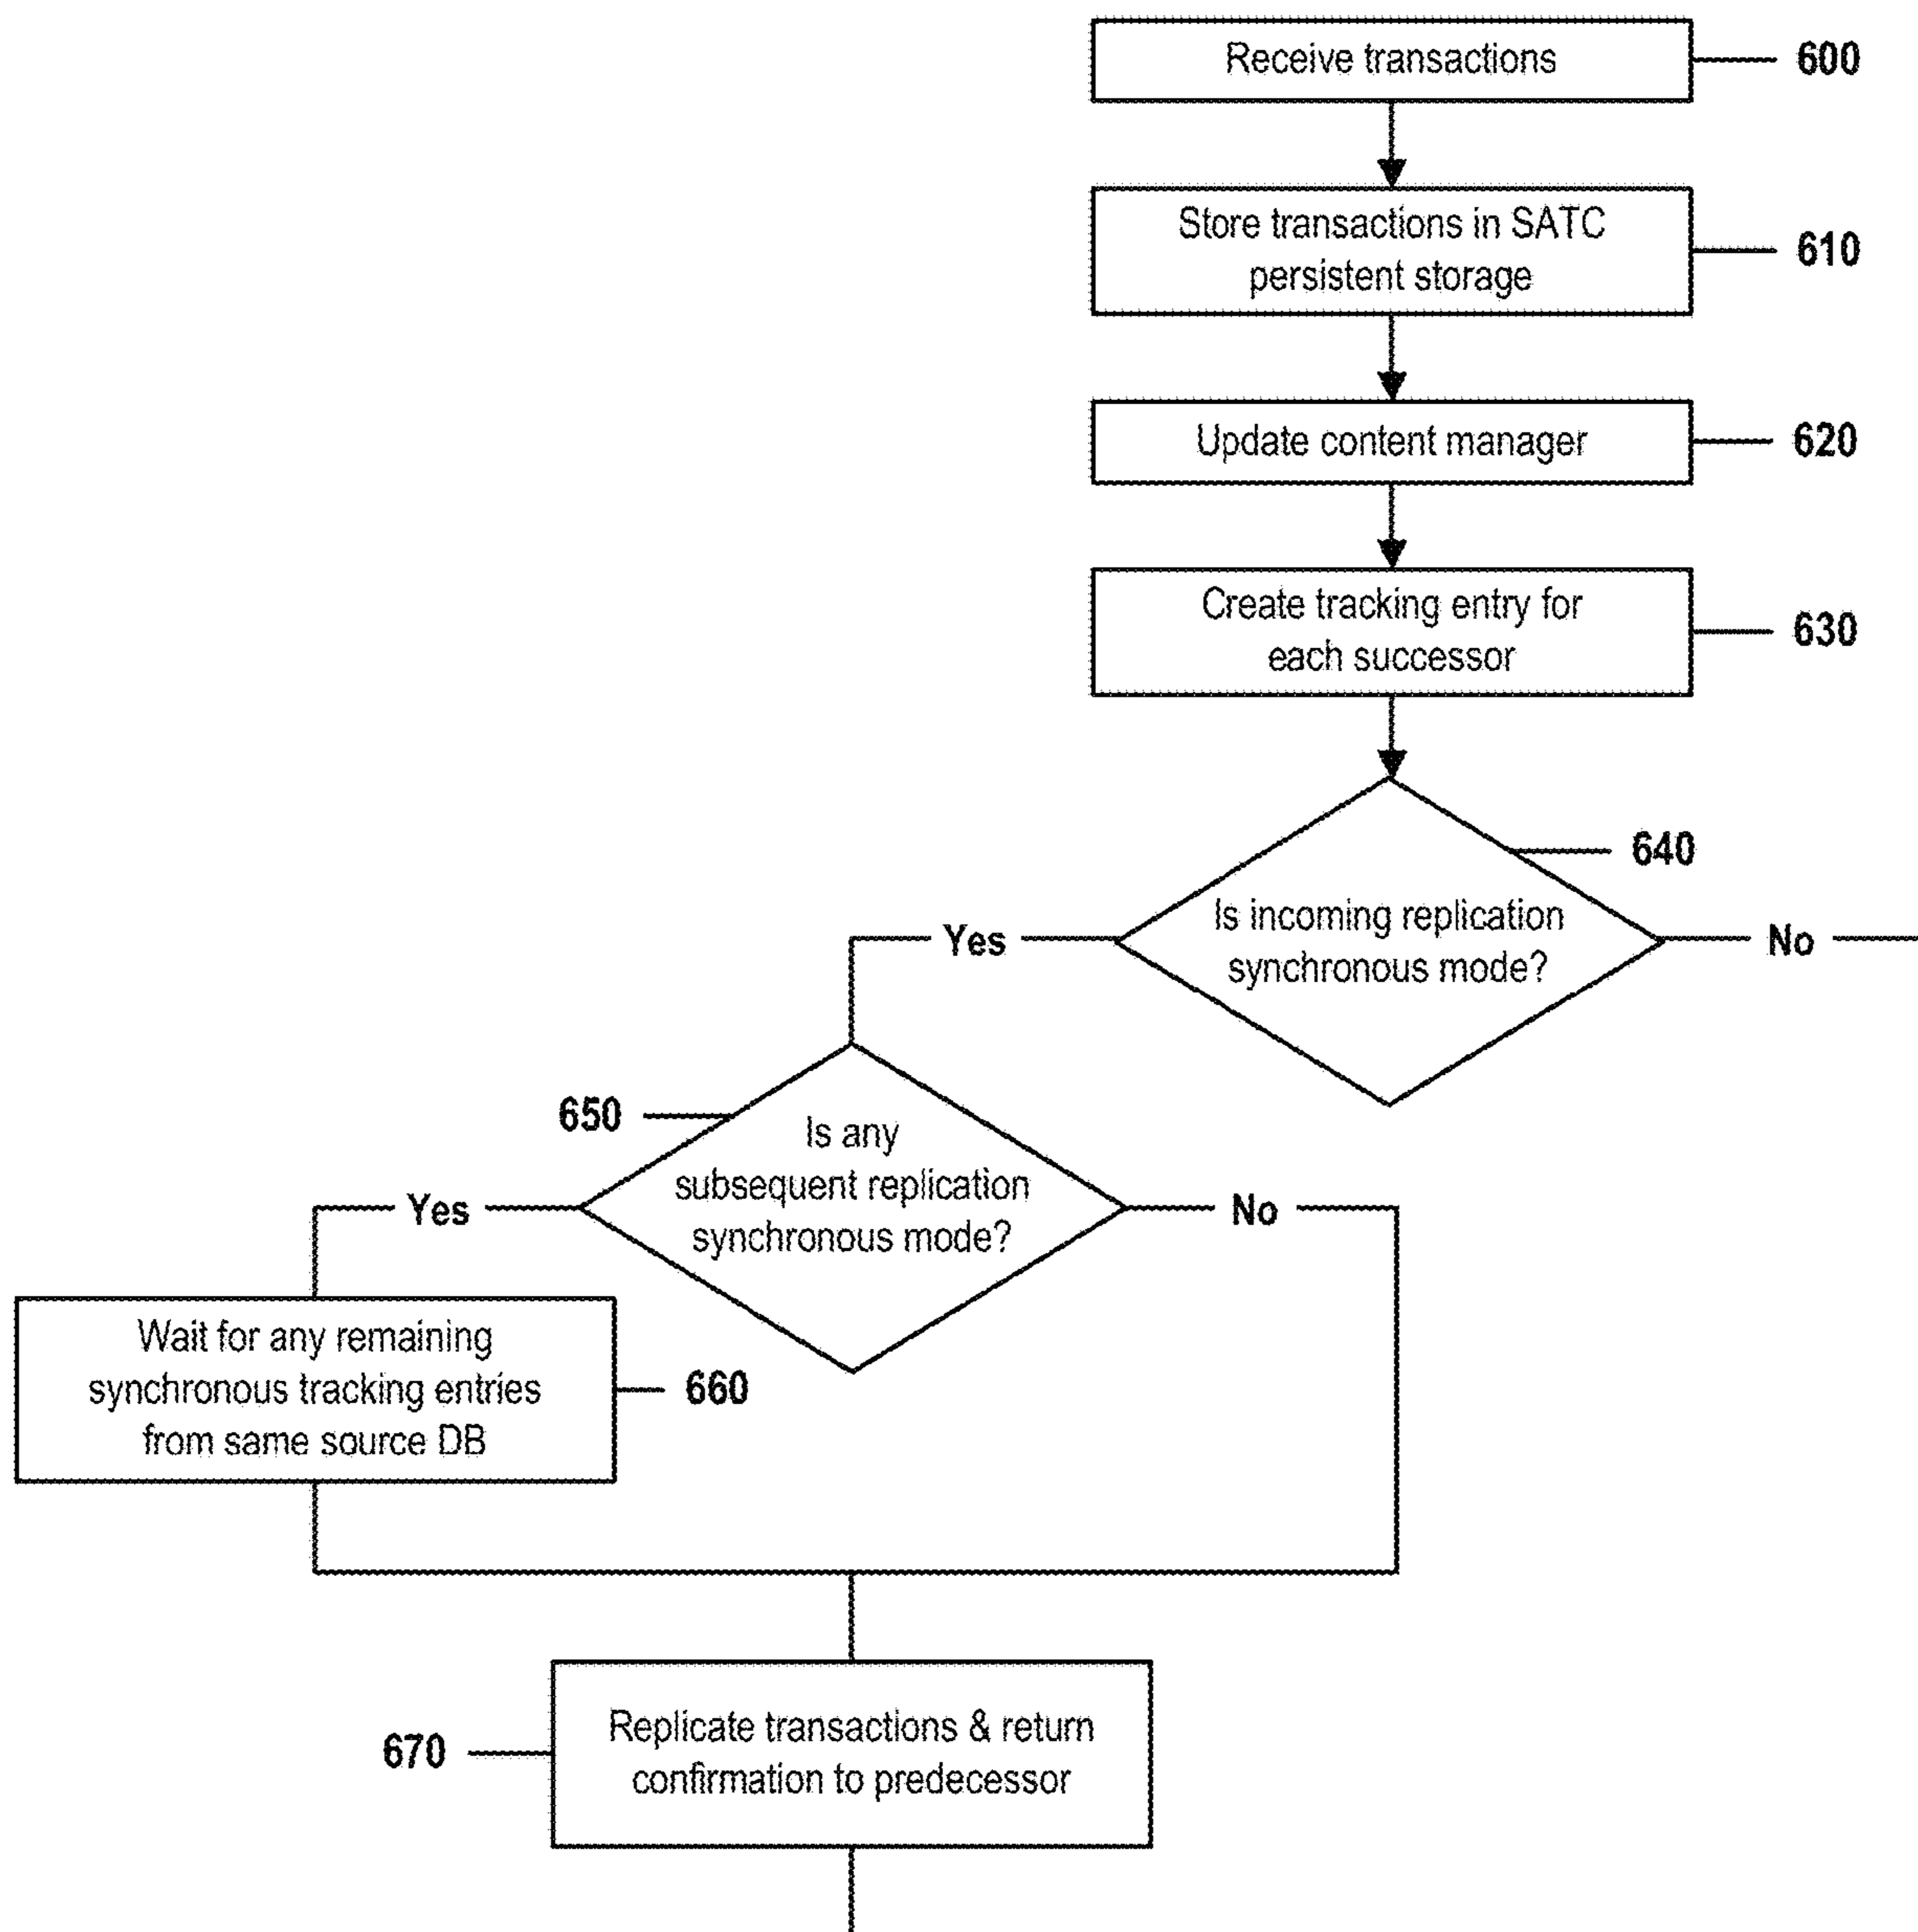 Receive transactions
600
Store transactions in SATC
persistent storage
610
Update content manager
620
Create tracking entry for
each successor
630
640
Is incoming replication
synchronous mode?
Yes
No
650
Is any
subsequent replication
synchronous mode?
Yes
No
Wait for any remaining
synchronous tracking entries
from same source DB
660
Replicate transactions & return
confirmation to predecessor
670